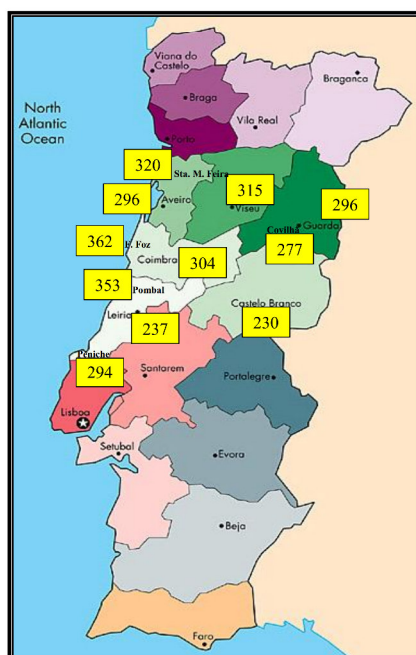 Viana do
Castelo
Braganca
Braga
North
Atlantic
Ocean
Vila Real
Porto
320
Sta. M. Feira
315
296
296
Aveiro
Viseu
Covilhã
Guarda
362
F. Foz
277
304
Coimbra
353
Pombal
Castelo Branco
Leiria
237
230
Peniche
294
Santarem
Portalegre
Lisboa
Setubal
Evora
Beja
Faro